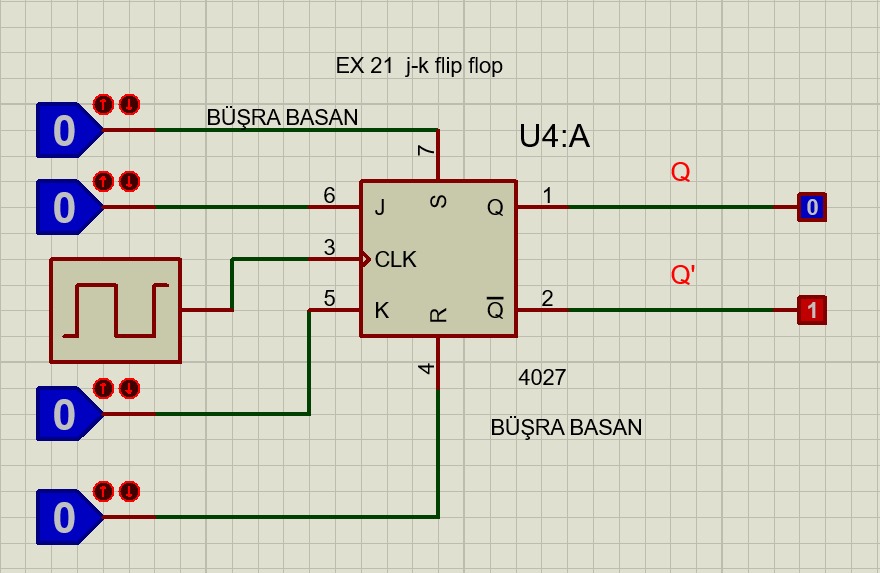 EX 21 j-k flip flop
0
BÜŞRA BASAN
U4:A
7
Q
0
6
J
S
Q
1
0
3
CLK
Q'
5
K
R
Q̅
2
1
4
4027
0
BÜŞRA BASAN
0